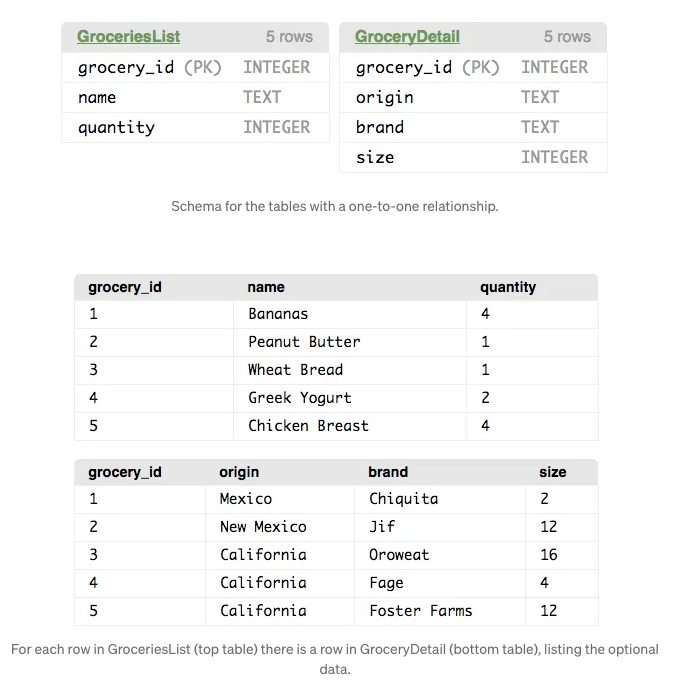 GroceriesList 5 rows GroceryDetail 5 rows
grocery_id (PK) INTEGER grocery_id (PK) INTEGER
name TEXT origin TEXT
quantity INTEGER brand TEXT
size INTEGER
Schema for the tables with a one-to-one relationship.
grocery_id name quantity
1 Bananas 4
2 Peanut Butter 1
3 Wheat Bread 1
4 Greek Yogurt 2
5 Chicken Breast 4
grocery_id origin brand size
1 Mexico Chiquita 2
2 New Mexico Jif 12
3 California Oroweat 16
4 California Fage 4
5 California Foster Farms 12
For each row in GroceriesList (top table) there is a row in GroceryDetail (bottom table), listing the optional
data.